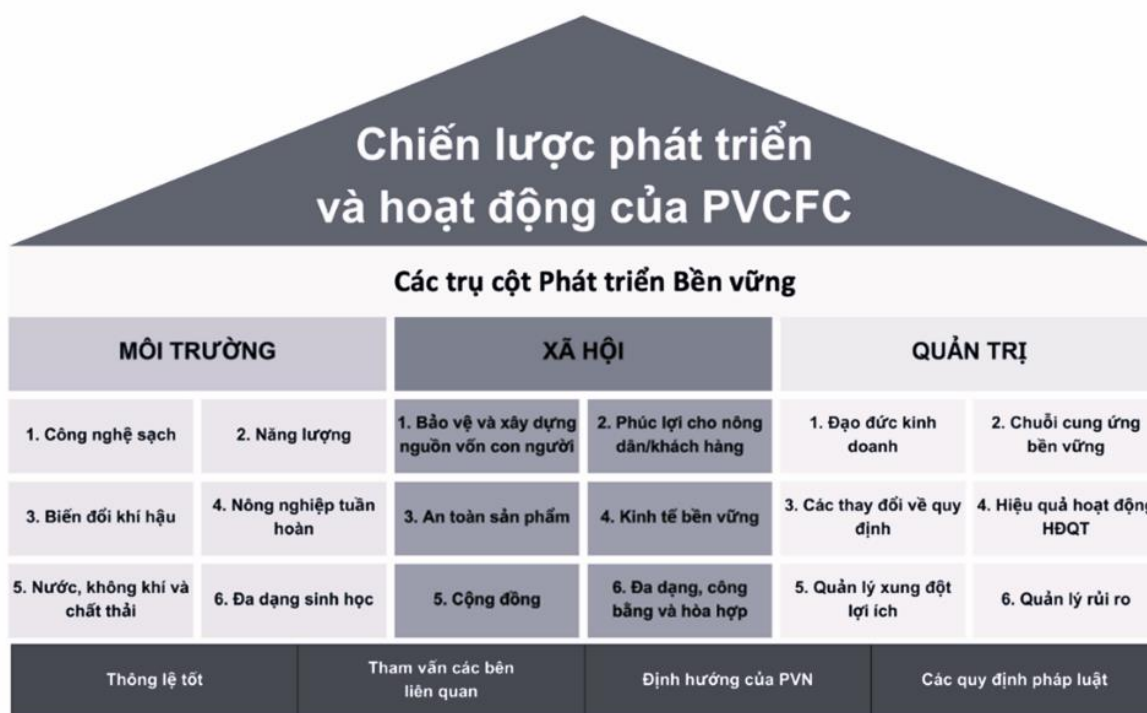 Chiến lược phát triển
và hoạt động của PVCFC
Các trụ cột Phát triển Bền vững
MÔI TRƯỜNG
XÃ HỘI
QUẢN TRỊ
1. Công nghệ sạch
2. Năng lượng
1. Bảo vệ và xây dựng
nguồn vốn con người
2. Phúc lợi cho nông
dân/khách hàng
1. Đạo đức kinh
doanh
2. Chuỗi cung ứng
bền vững
3. Biến đổi khí hậu
4. Nông nghiệp tuần
hoàn
3. An toàn sản phẩm
4. Kinh tế bền vững
3. Các thay đổi về quy
định
4. Hiệu quả hoạt động
HĐQT
5. Nước, không khí và
chất thải
6. Đa dạng sinh học
5. Cộng đồng
6. Đa dạng, công
bằng và hòa hợp
5. Quản lý xung đột
lợi ích
6. Quản lý rủi ro
Thông lệ tốt
Tham vấn các bên
liên quan
Định hướng của PVN
Các quy định pháp luật